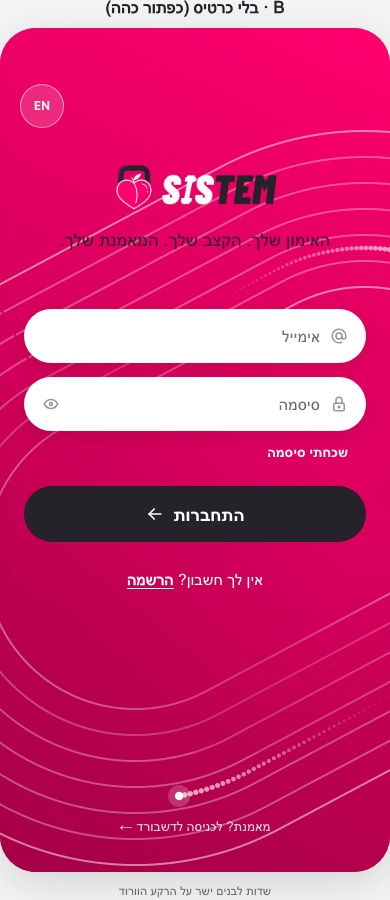 B · בלי כרטיס (כפתור כהה)
EN
SISTEM
האימון שלך. הקצב שלך. המאמנת שלך.
אימייל
סיסמה
שכחתי סיסמה
התחברות ←
אין לך חשבון? הרשמה
מאמנת? לכניסה לדשבורד ←
שדות לבנים ישר על הרקע הוורוד